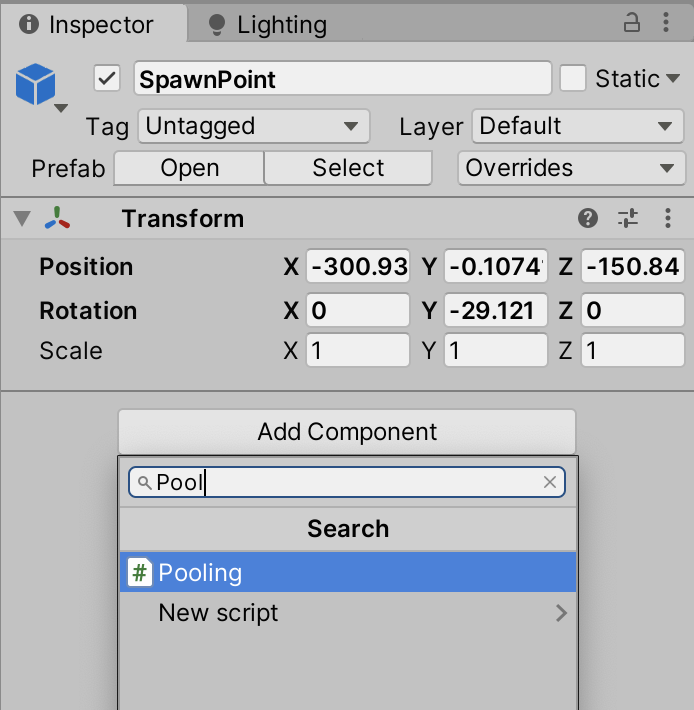 Inspector Lighting
SpawnPoint Static
Tag Untagged Layer Default
Prefab Open Select Overrides
Transform
Position X -300.93 Y -0.1074 Z -150.84
Rotation X 0 Y -29.121 Z 0
Scale X 1 Y 1 Z 1
Add Component
Pool
Search
# Pooling
New script